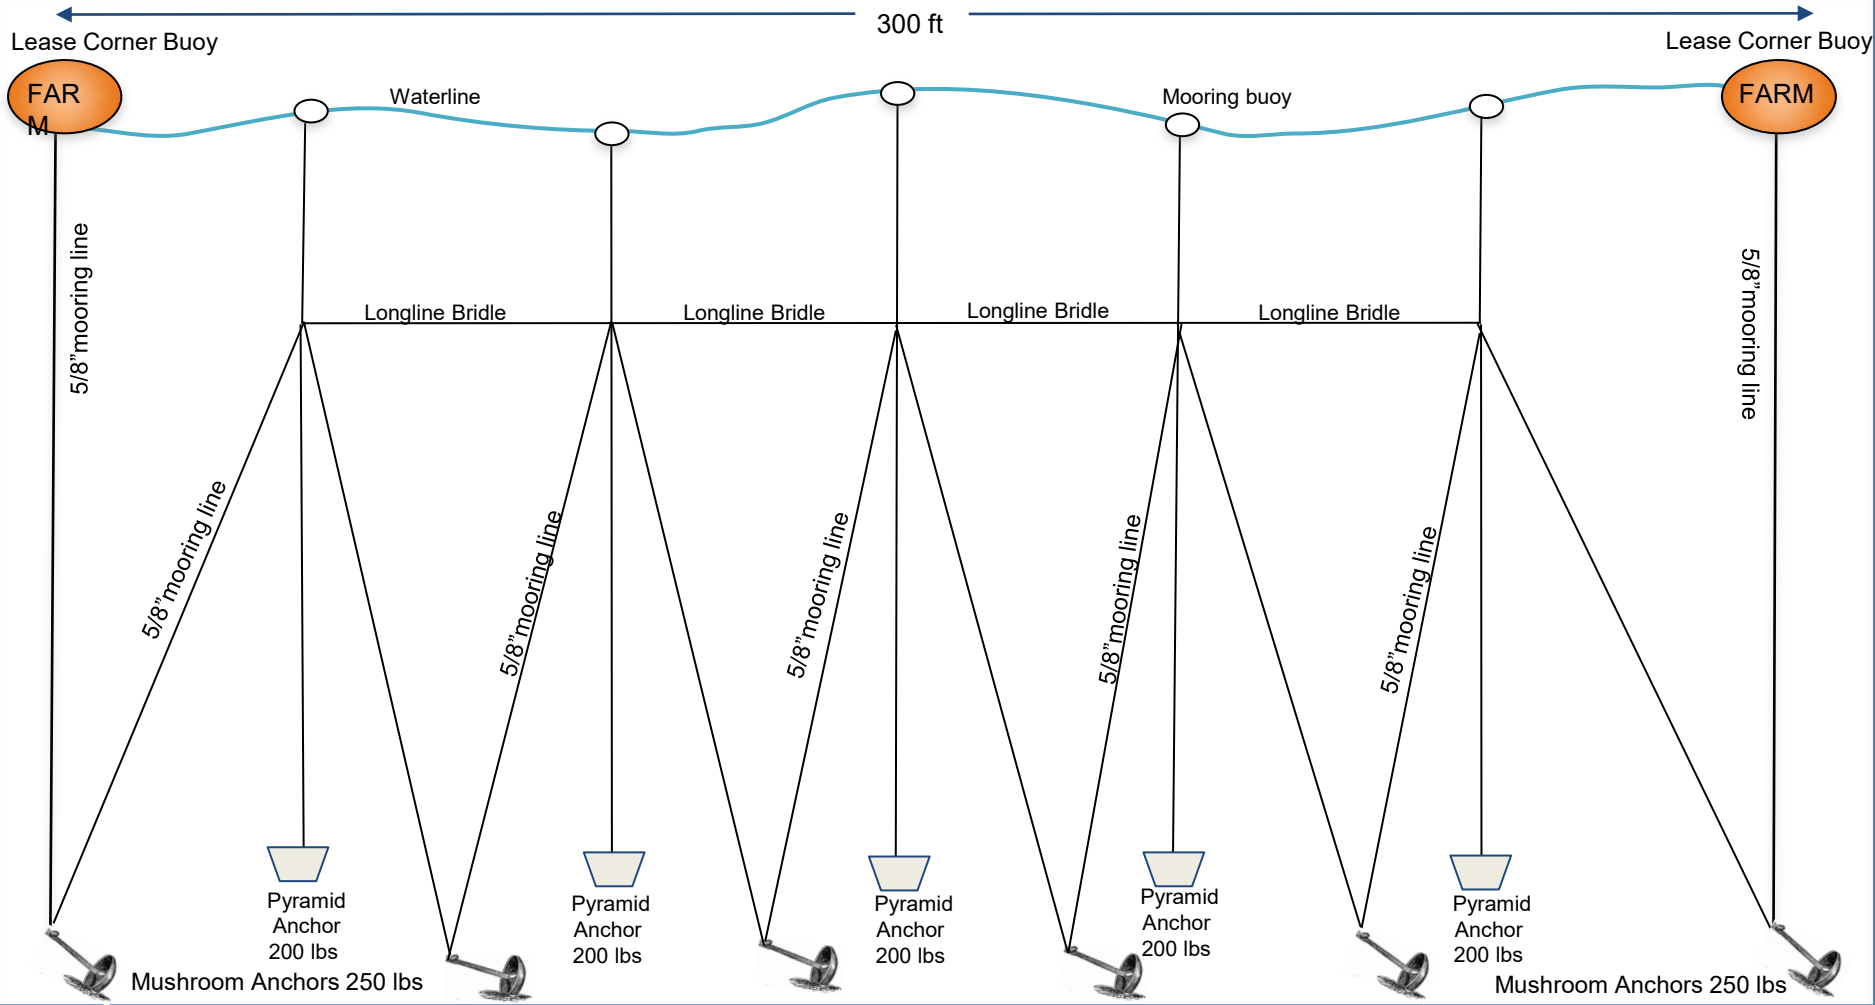 300 ft
Lease Corner Buoy
Lease Corner Buoy
FAR
M
Waterline
Mooring buoy
FARM
5/8”mooring line
5/8”mooring line
Longline Bridle
Longline Bridle
Longline Bridle
Longline Bridle
5/8”mooring line
5/8”mooring line
5/8”mooring line
5/8”mooring line
5/8”mooring line
Pyramid
Anchor
200 lbs
Pyramid
Anchor
200 lbs
Pyramid
Anchor
200 lbs
Pyramid
Anchor
200 lbs
Pyramid
Anchor
200 lbs
Mushroom Anchors 250 lbs
Mushroom Anchors 250 lbs